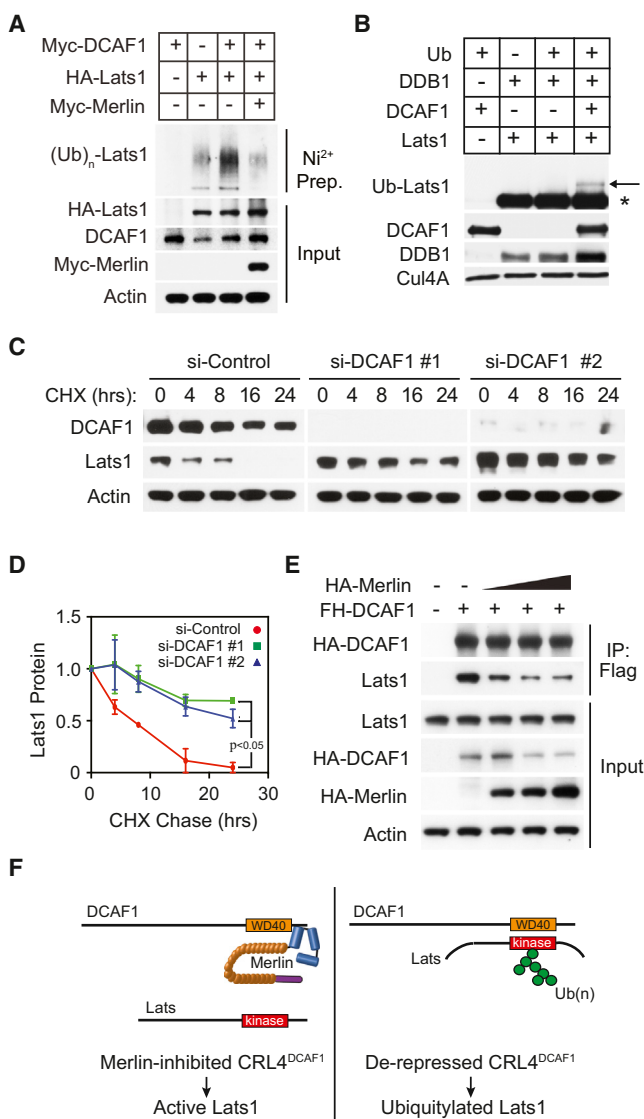 A
Myc-DCAF1 + - + +
HA-Lats1 - + + +
Myc-Merlin - - - +
(Ub)n-Lats1
Ni2+
Prep.
HA-Lats1
DCAF1
Myc-Merlin
Actin
Input
B
Ub + - + +
DDB1 - + + +
DCAF1 + - - +
Lats1 - + + +
Ub-Lats1
*
DCAF1
DDB1
Cul4A
C
si-Control si-DCAF1 #1 si-DCAF1 #2
CHX (hrs): 0 4 8 16 24 0 4 8 16 24 0 4 8 16 24
DCAF1
Lats1
Actin
D
si-Control
si-DCAF1 #1
si-DCAF1 #2
1.5
1.0
0.5
0
Lats1 Protein
p<0.05
0 10 20 30
CHX Chase (hrs)
E
HA-Merlin - -
FH-DCAF1 - + + + +
HA-DCAF1
Lats1
IP:
Flag
Lats1
HA-DCAF1
HA-Merlin
Actin
Input
F
DCAF1
WD40
Merlin
Lats
kinase
Merlin-inhibited CRL4DCAF1
Active Lats1
DCAF1
WD40
Lats
kinase
Ub(n)
De-repressed CRL4DCAF1
Ubiquitylated Lats1